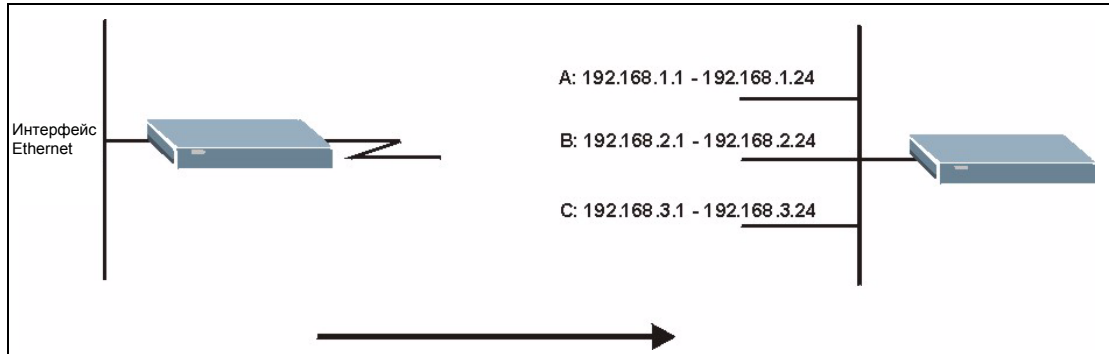 Интерфейс
Ethernet
A: 192.168.1.1 - 192.168.1.24
B: 192.168.2.1 - 192.168.2.24
C: 192.168.3.1 - 192.168.3.24